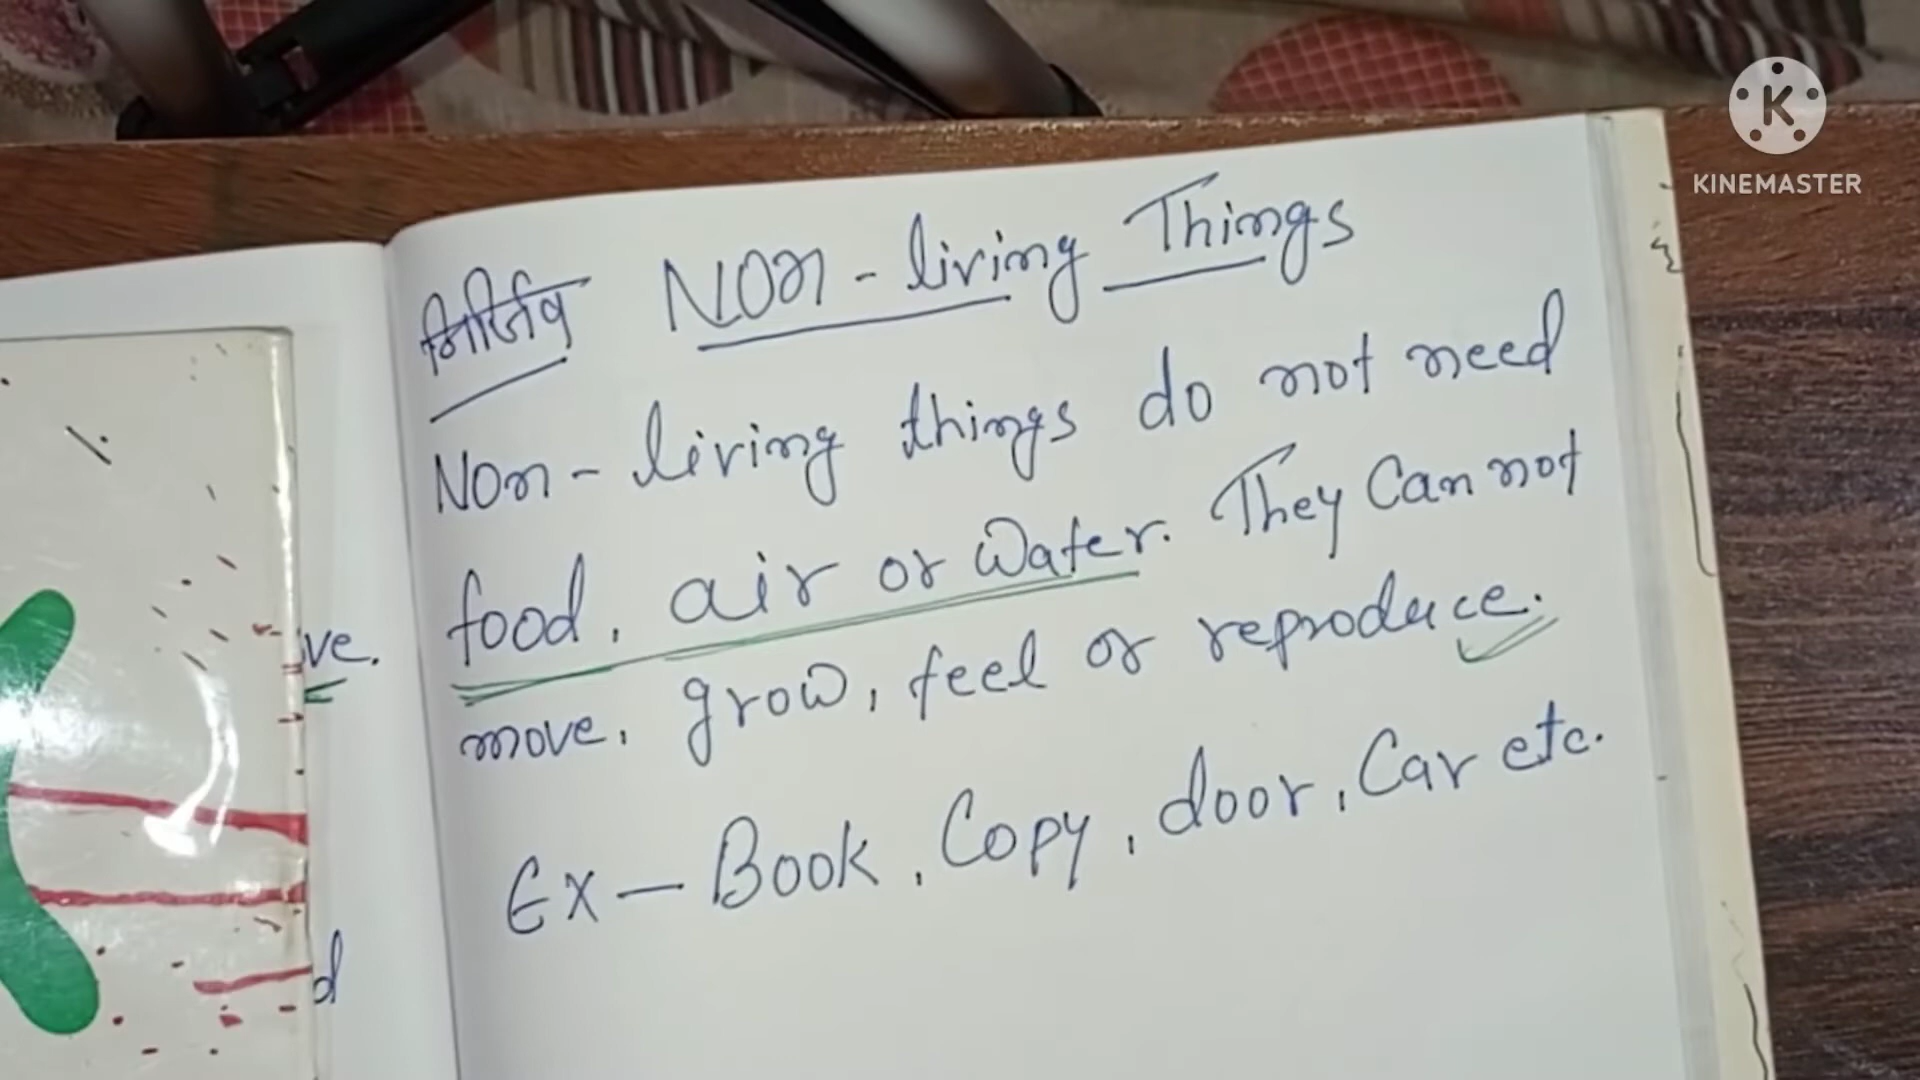 निर्जिव Non-living Things
Non-living things do not need
food, air or water. They Can not
move, grow, feel or reproduce.
Ex — Book, Copy, door, Car etc.
ve.
d
KINEMASTER